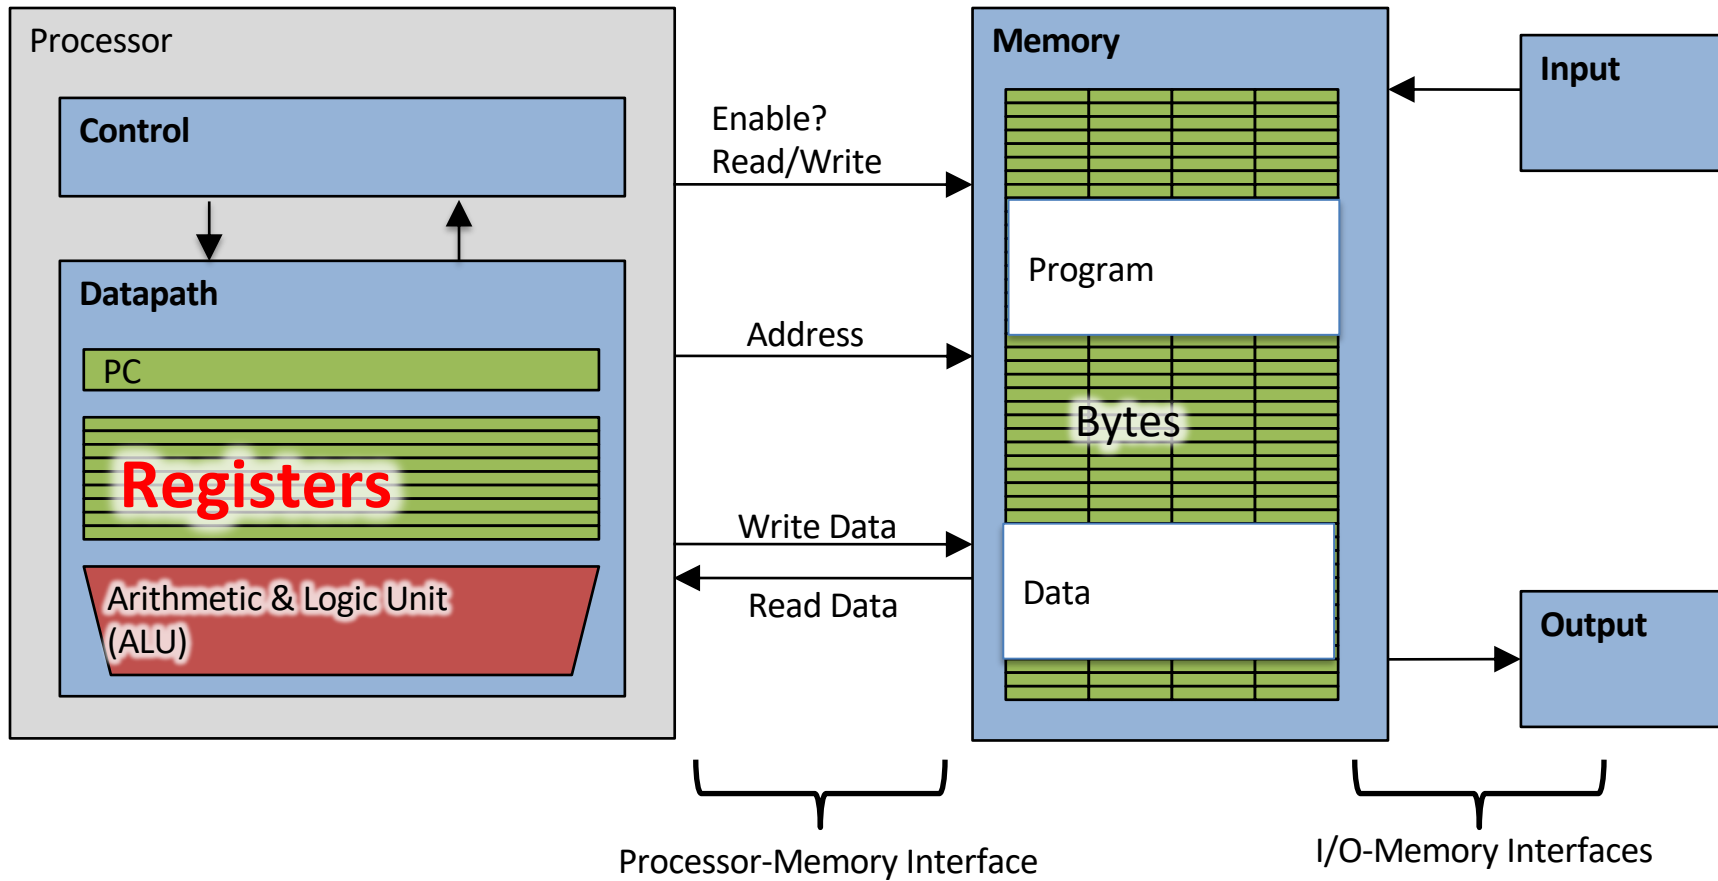 Processor
Control
Datapath
PC
Registers
Arithmetic & Logic Unit
(ALU)
Enable?
Read/Write
Address
Write Data
Read Data
Processor-Memory Interface
Memory
Program
Bytes
Data
Input
Output
I/O-Memory Interfaces